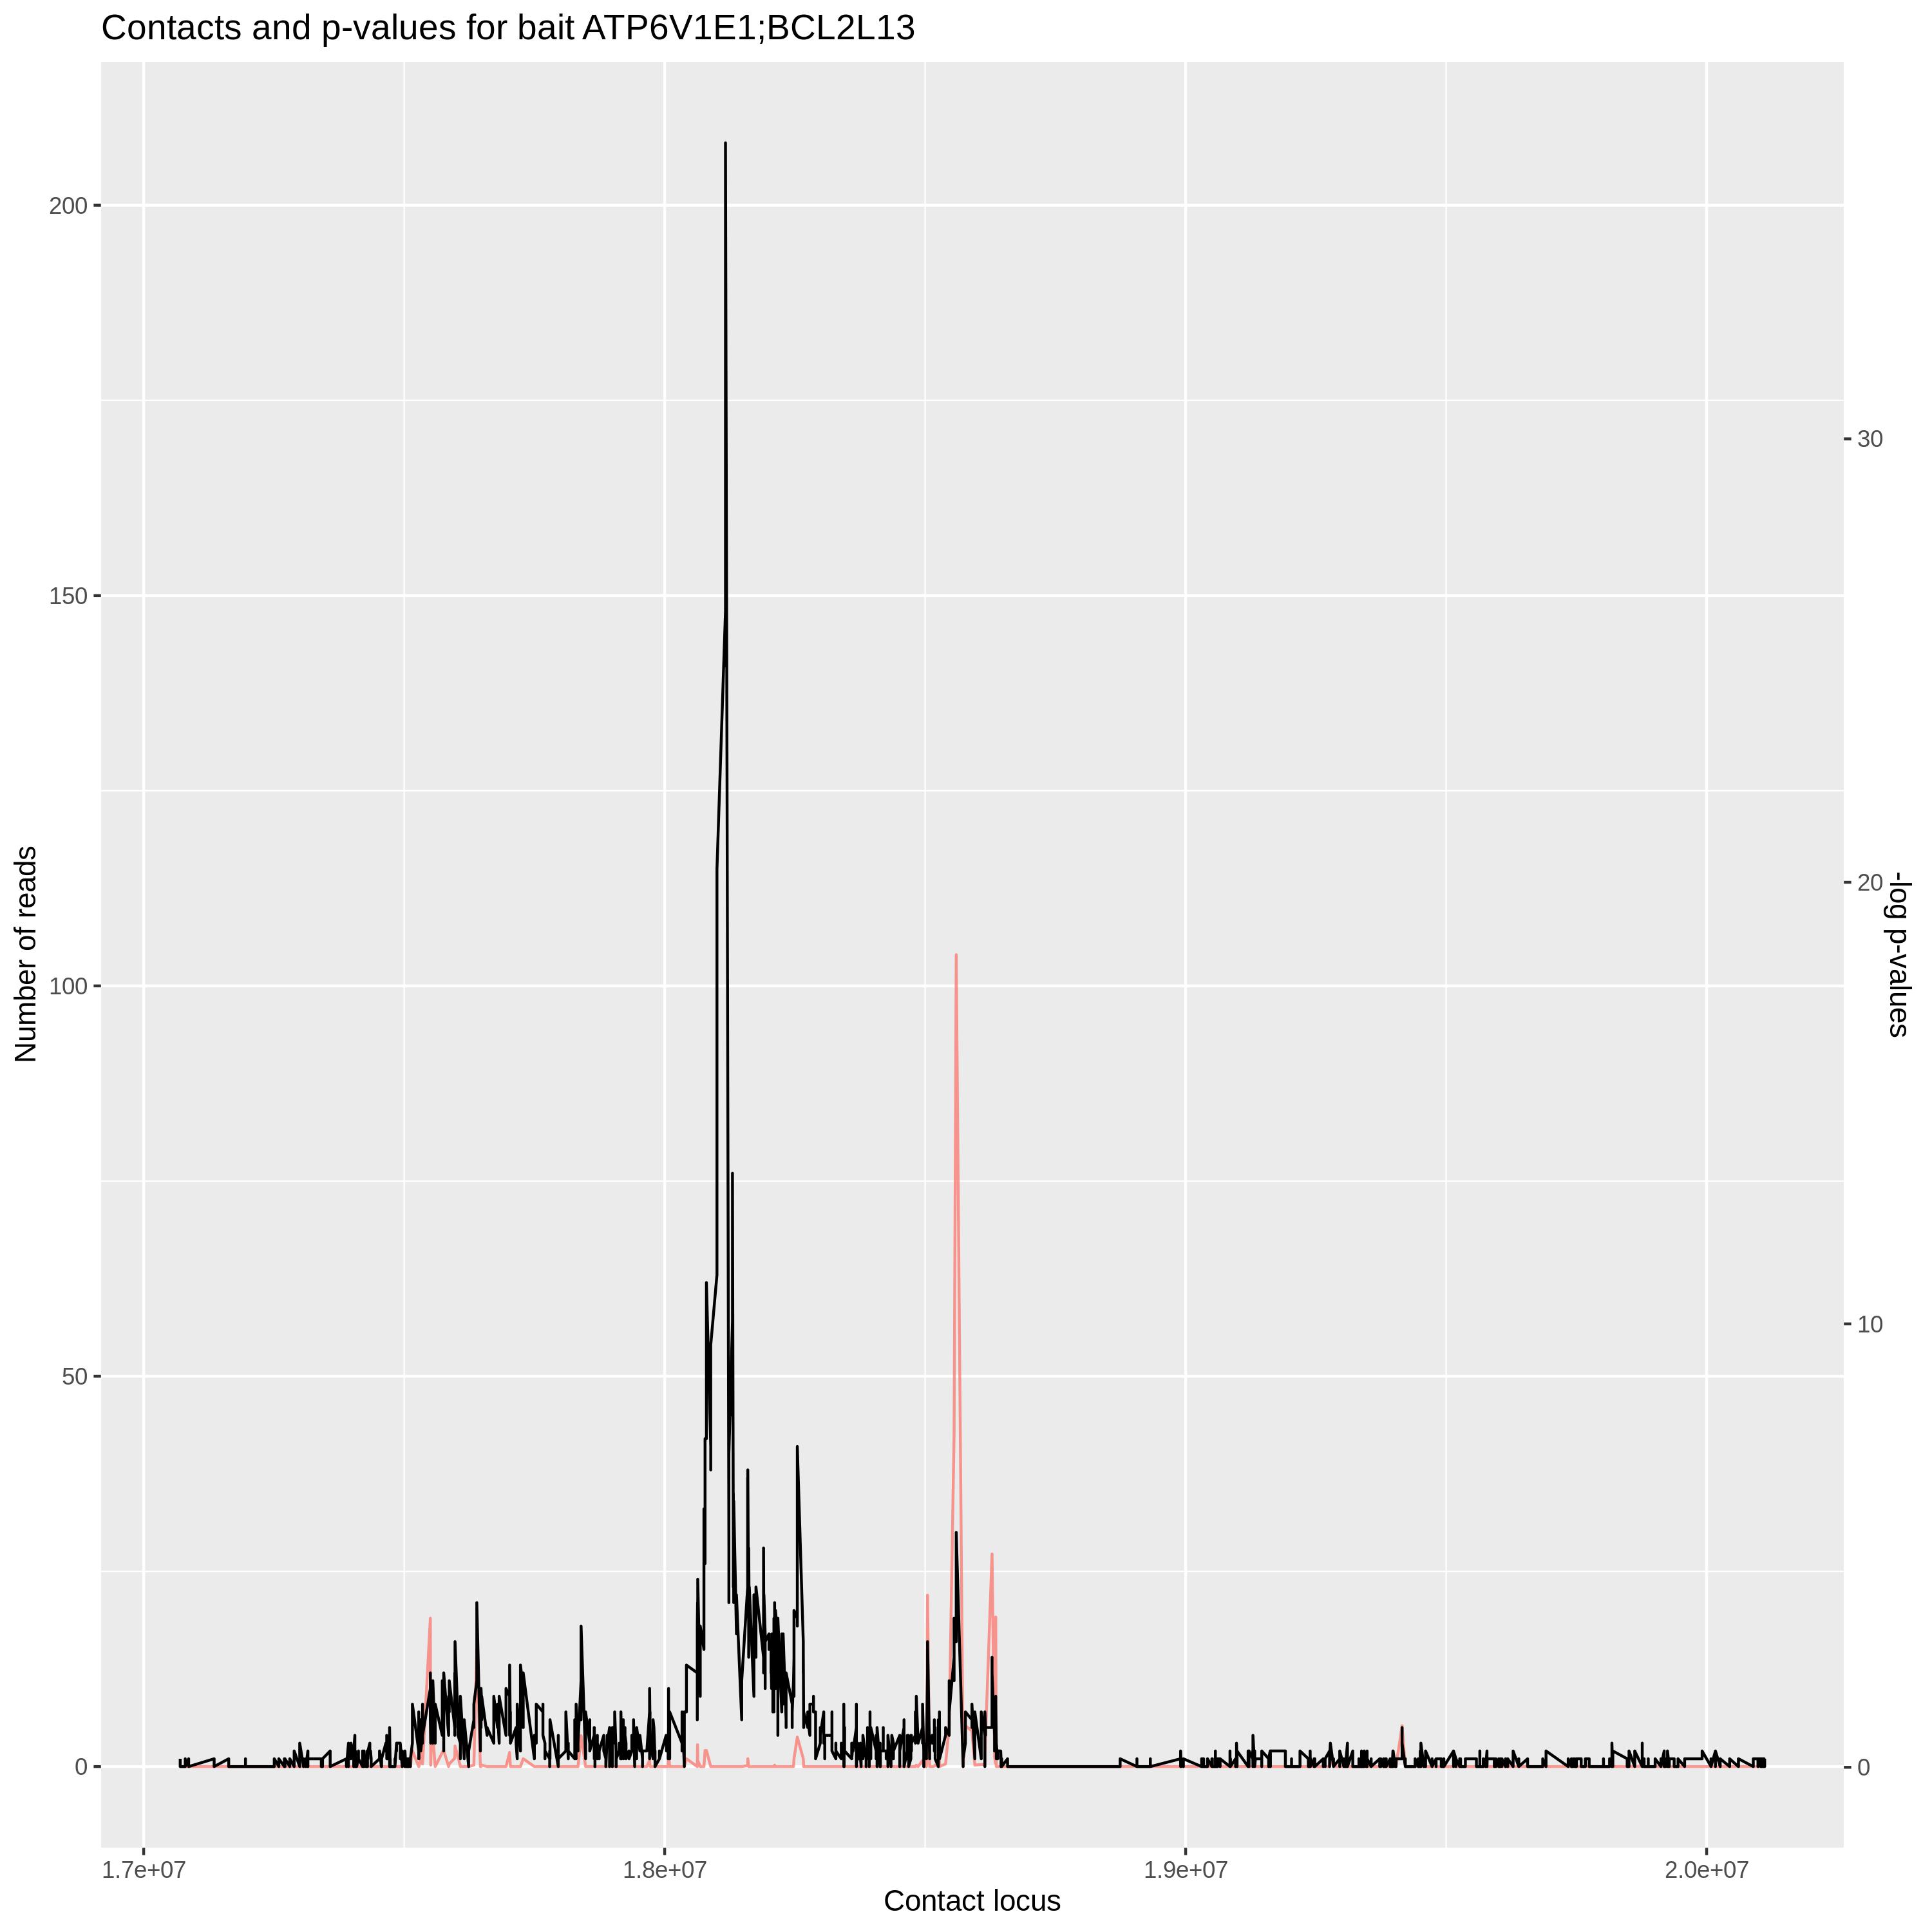 Contacts and p-values for bait ATP6V1E1;BCL2L13
200
150
100
50
0
Number of reads
30
20
10
0
-log p-values
1.7e+07
1.8e+07
1.9e+07
2.0e+07
Contact locus